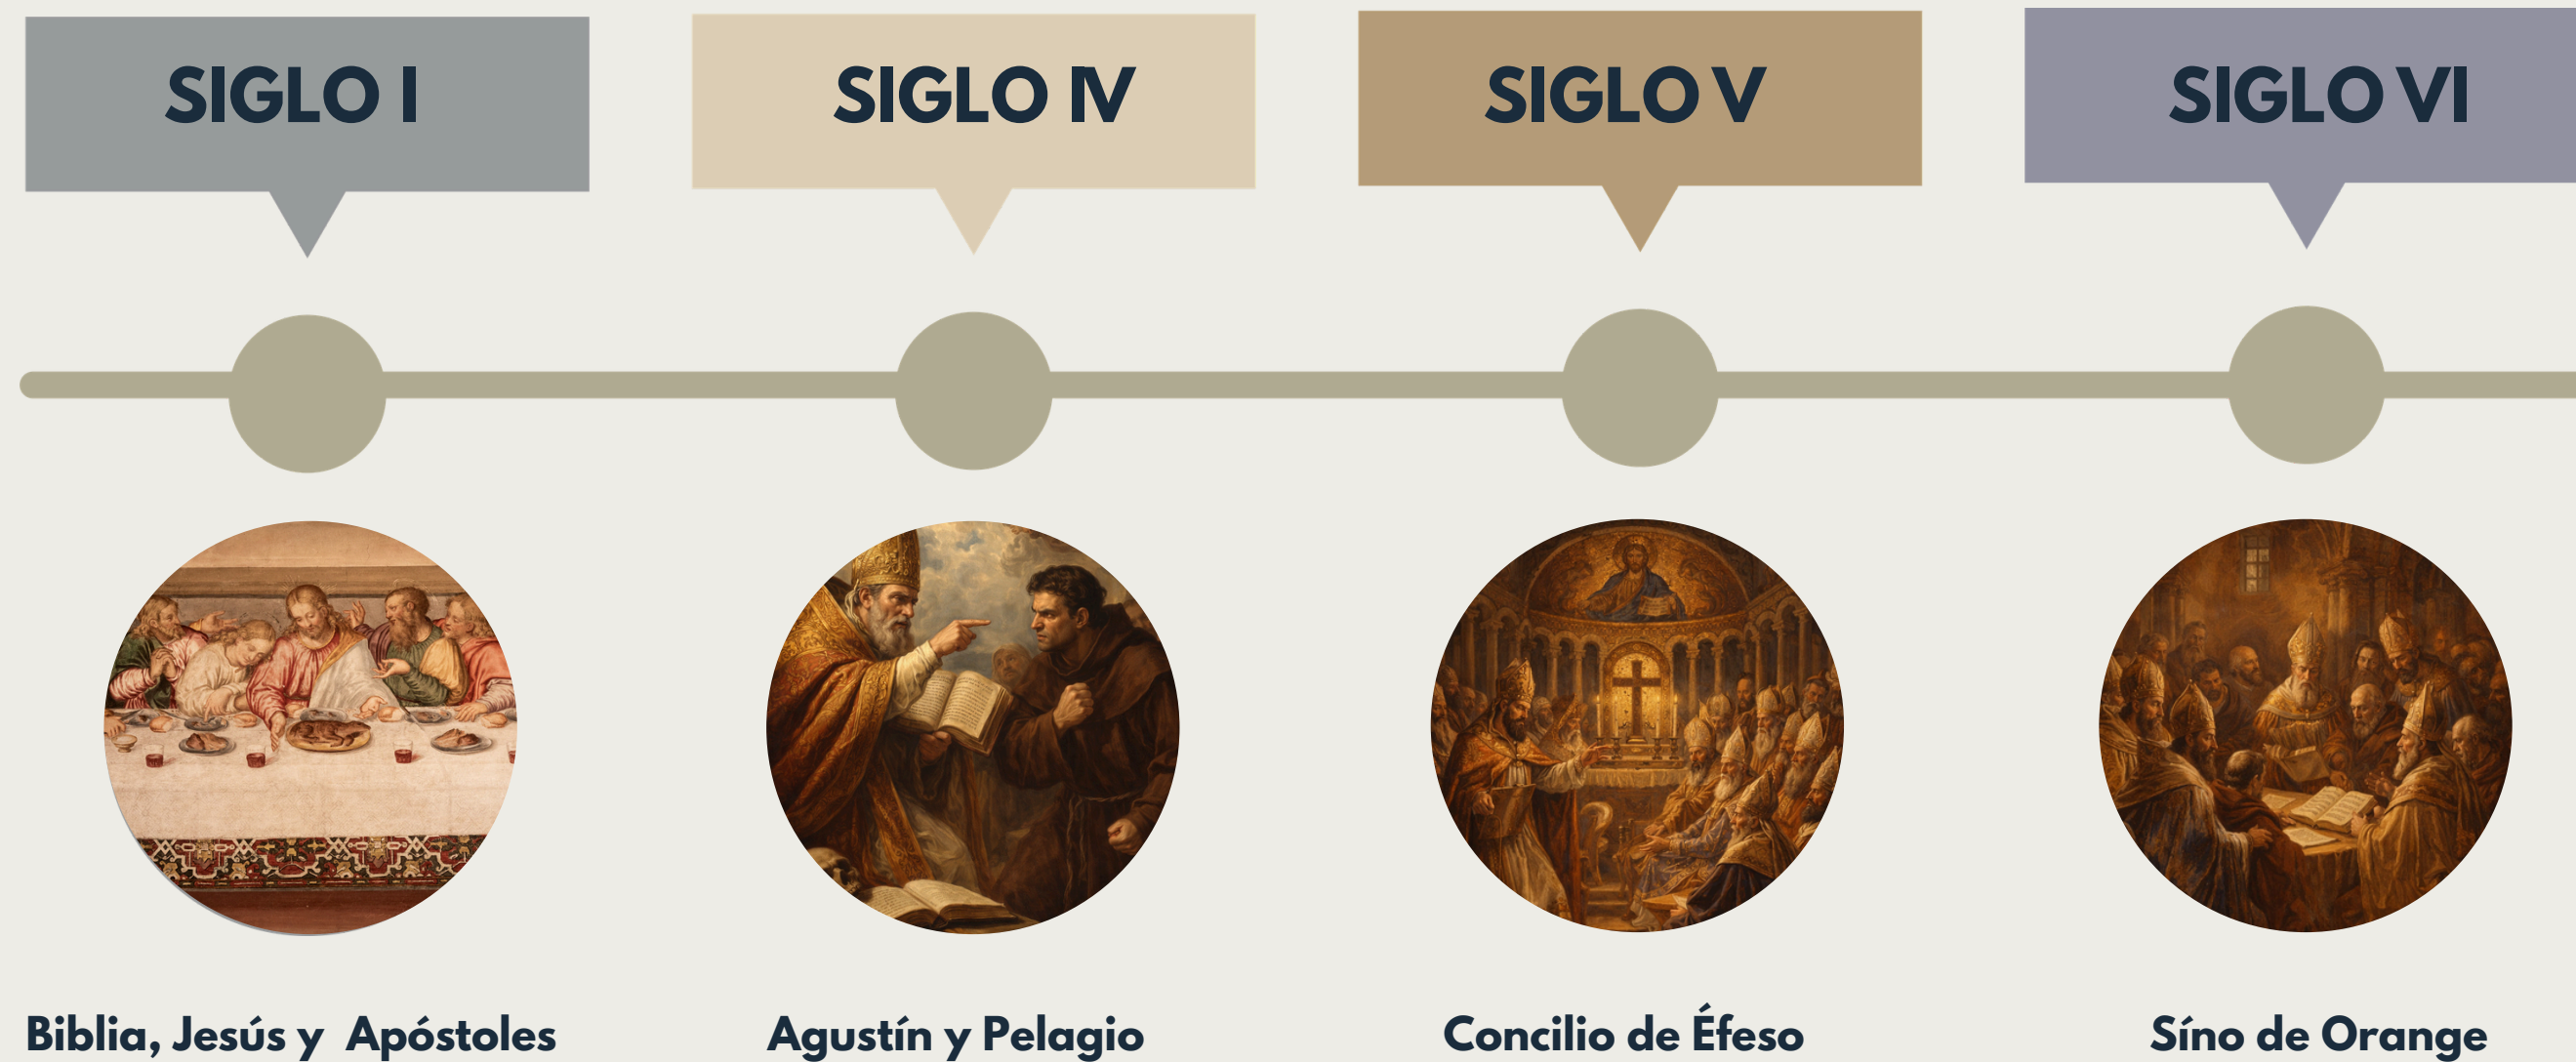 SIGLO I
SIGLO IV
SIGLO V
SIGLO VI
Biblia, Jesús y Apóstoles
Agustín y Pelagio
Concilio de Éfeso
Síno de Orange